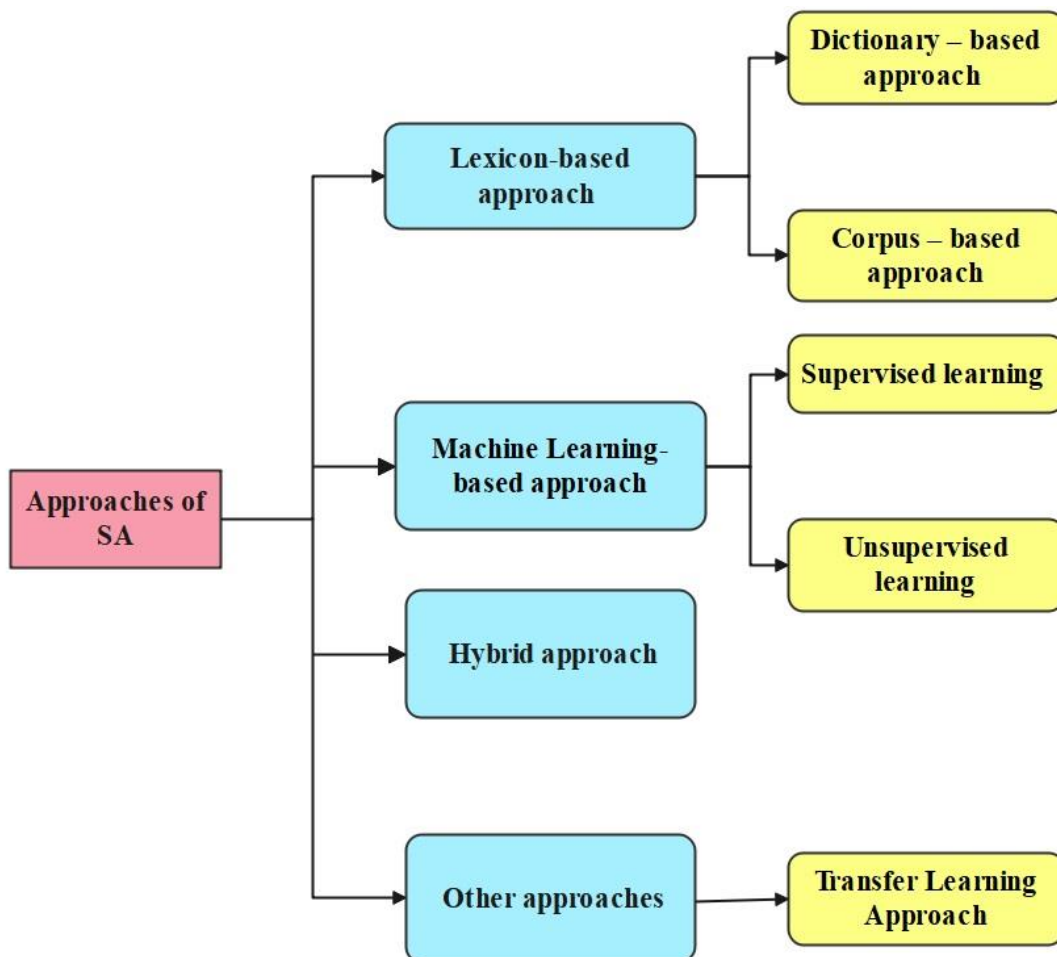 Dictionary – based
approach
Lexicon-based
approach
Corpus – based
approach
Supervised learning
Machine Learning-
based approach
Approaches of
SA
Unsupervised
learning
Hybrid approach
Other approaches
Transfer Learning
Approach